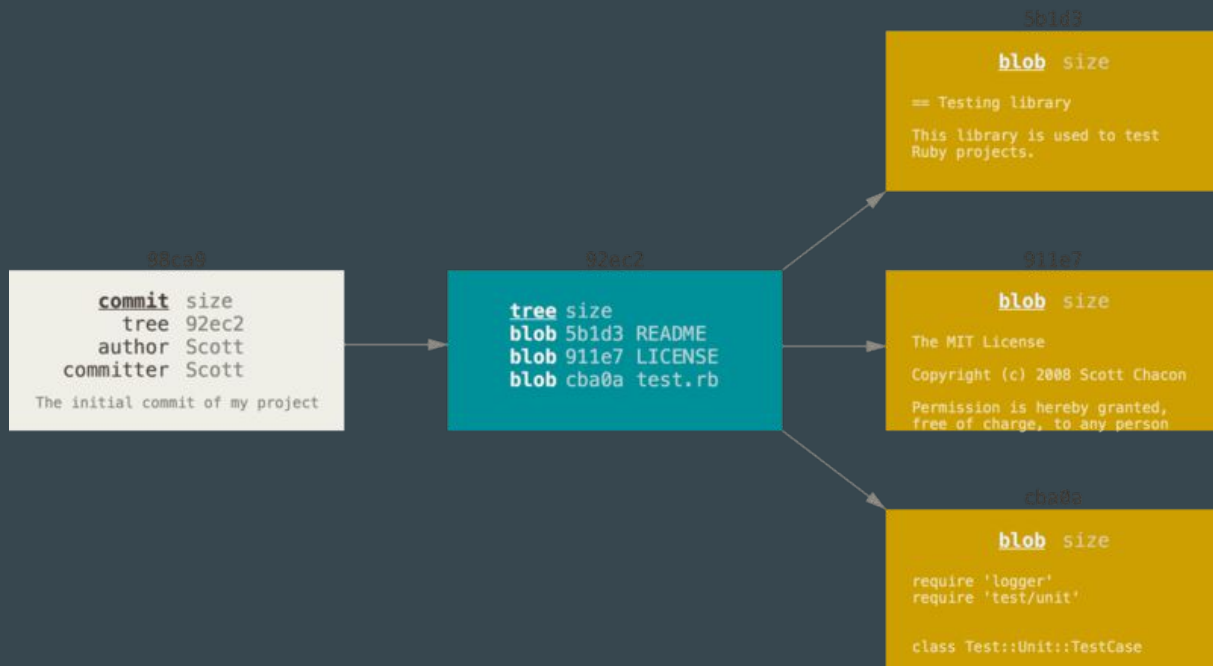 98ca9
commit size
tree 92ec2
author Scott
committer Scott
The initial commit of my project
92ec2
tree size
blob 5b1d3 README
blob 911e7 LICENSE
blob cba0a test.rb
5b1d3
blob size
== Testing library
This library is used to test
Ruby projects.
911e7
blob size
The MIT License
Copyright (c) 2008 Scott Chacon
Permission is hereby granted,
free of charge, to any person
cba0a
blob size
require 'logger'
require 'test/unit'
class Test::Unit::TestCase